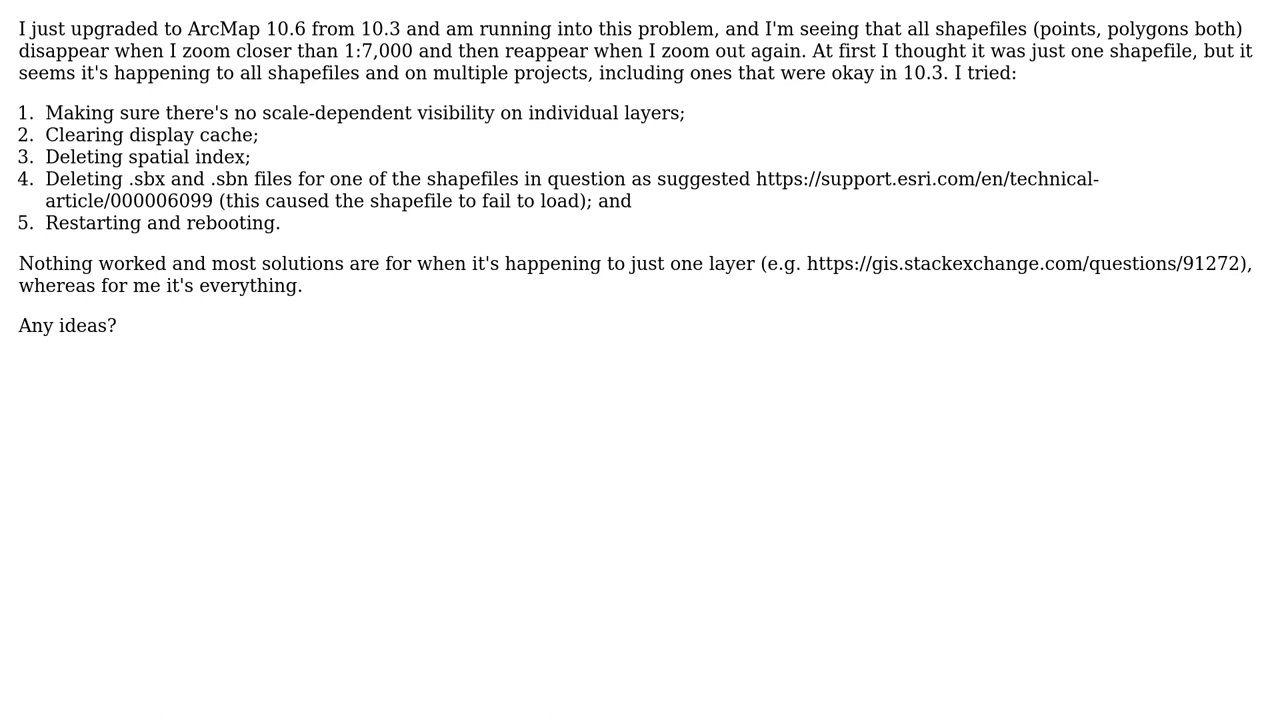 I just upgraded to ArcMap 10.6 from 10.3 and am running into this problem, and I'm seeing that all shapefiles (points, polygons both)
disappear when I zoom closer than 1:7,000 and then reappear when I zoom out again. At first I thought it was just one shapefile, but it
seems it's happening to all shapefiles and on multiple projects, including ones that were okay in 10.3. I tried:
1. Making sure there's no scale-dependent visibility on individual layers;
2. Clearing display cache;
3. Deleting spatial index;
4. Deleting .sbx and .sbn files for one of the shapefiles in question as suggested https://support.esri.com/en/technical-
article/000006099 (this caused the shapefile to fail to load); and
5. Restarting and rebooting.
Nothing worked and most solutions are for when it's happening to just one layer (e.g. https://gis.stackexchange.com/questions/91272),
whereas for me it's everything.
Any ideas?